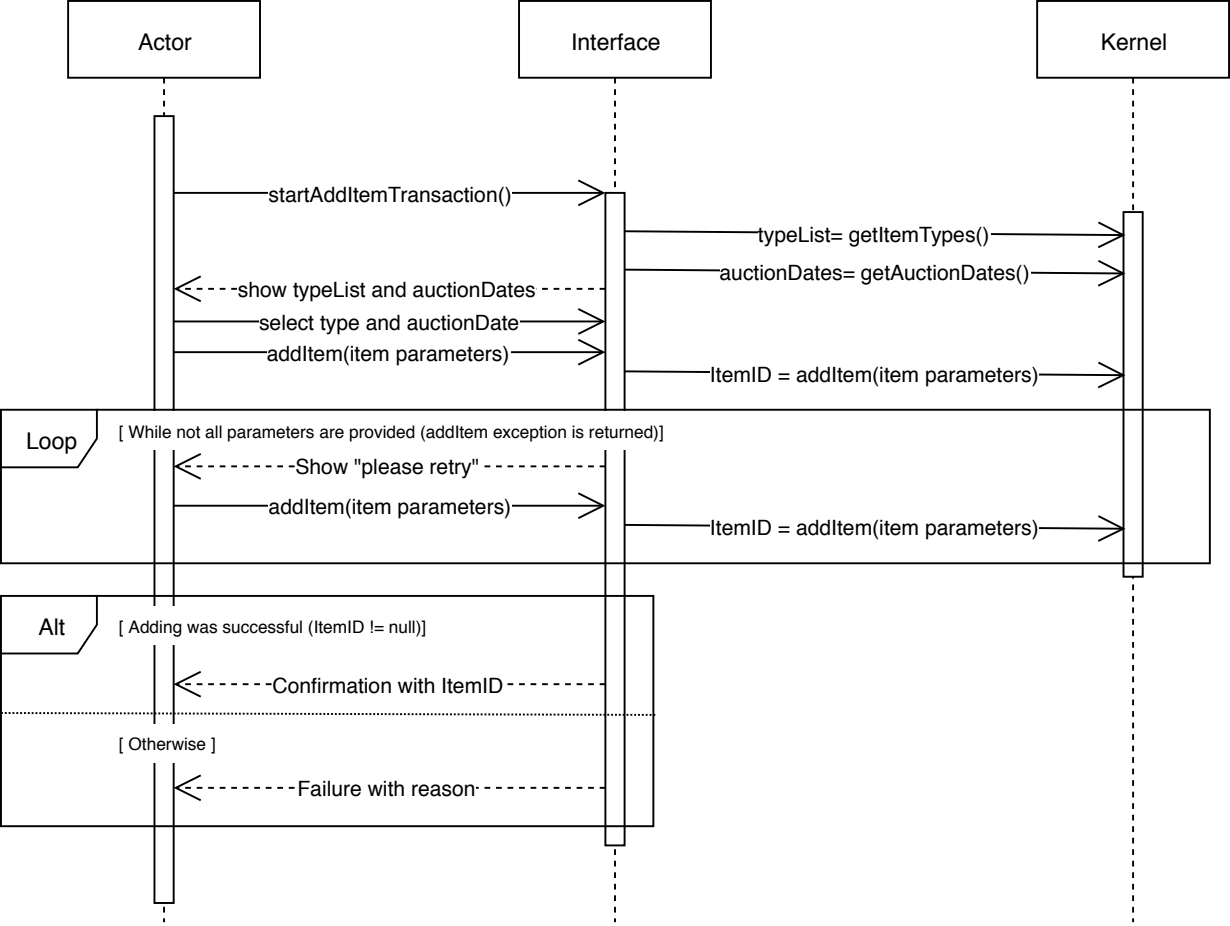 Actor
Interface
Kernel
startAddItemTransaction()
typeList= getItemTypes()
auctionDates= getAuctionDates()
show typeList and auctionDates
select type and auctionDate
addItem(item parameters)
ItemID = addItem(item parameters)
Loop
[ While not all parameters are provided (addItem exception is returned)]
Show "please retry"
addItem(item parameters)
ItemID = addItem(item parameters)
Alt
[ Adding was successful (ItemID != null)]
Confirmation with ItemID
[ Otherwise ]
Failure with reason